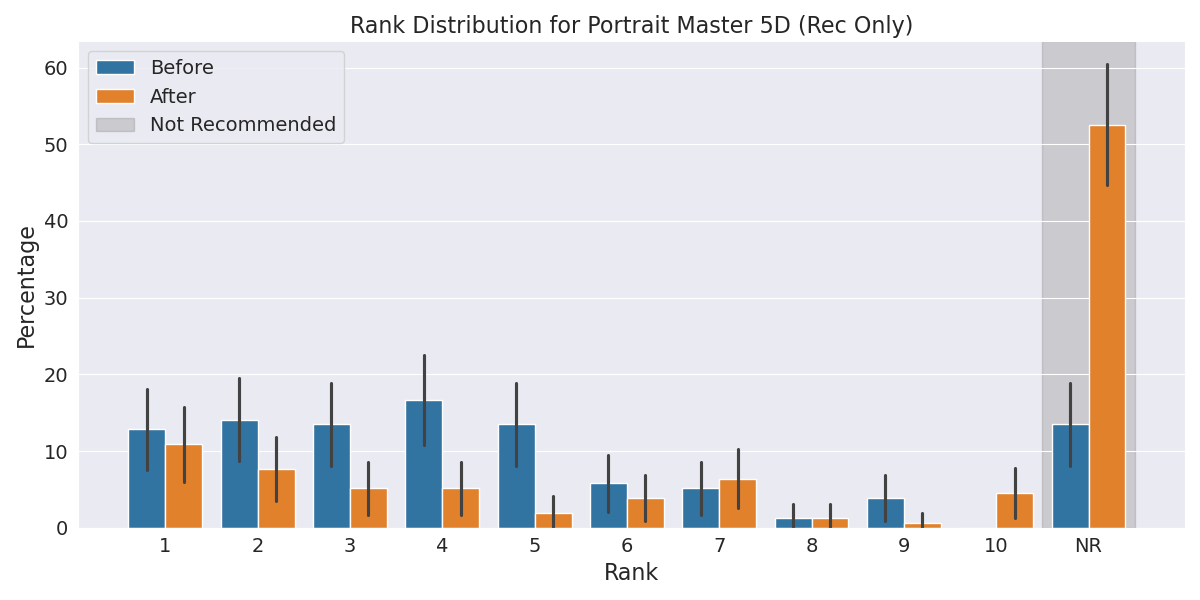 Rank Distribution for Portrait Master 5D (Rec Only)
Before
After
Not Recommended
Percentage
60
50
40
30
20
10
0
1 2 3 4 5 6 7 8 9 10 NR
Rank